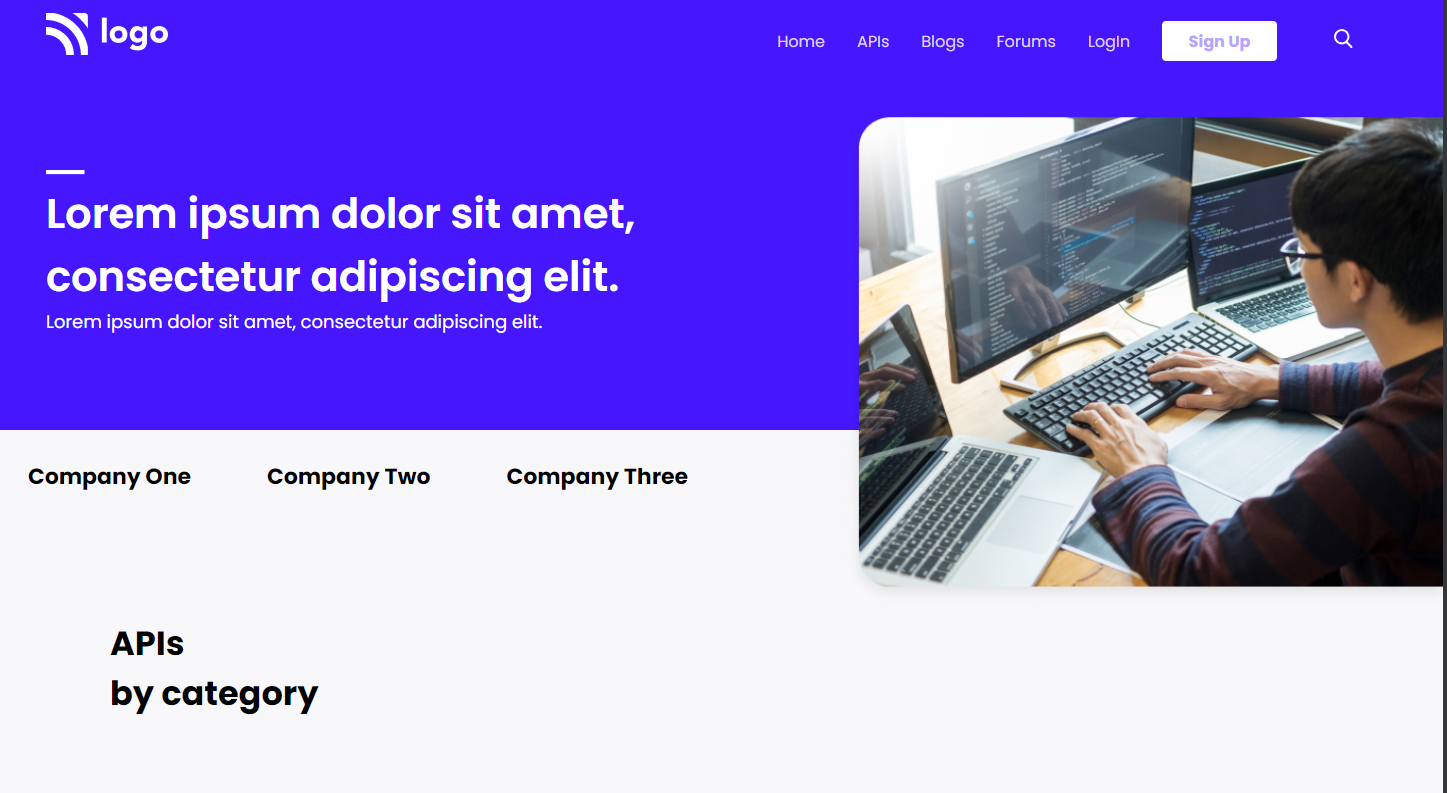 logo
Home APIs Blogs Forums LogIn Sign Up
Lorem ipsum dolor sit amet,
consectetur adipiscing elit.
Lorem ipsum dolor sit amet, consectetur adipiscing elit.
Company One Company Two Company Three
APIs
by category